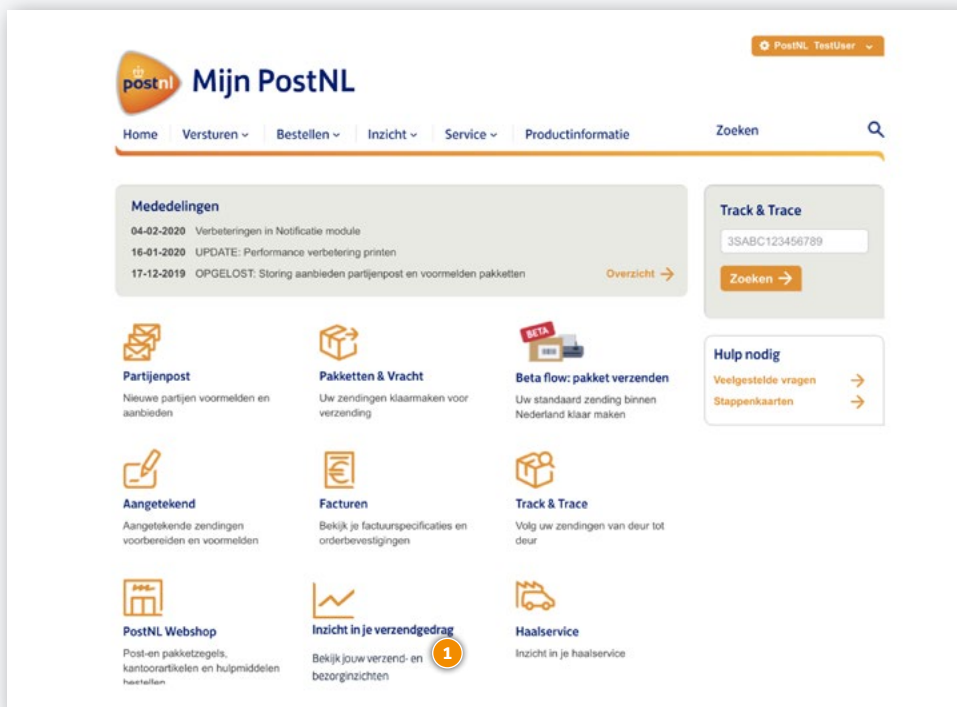 PostNL TestUser
postnl
Mijn PostNL
Home Versturen Bestellen Inzicht Service Productinformatie
Zoeken
Mededelingen
04-02-2020 Verbeteringen in Notificatie module
16-01-2020 UPDATE: Performance verbetering printen
17-12-2019 OPGELOST: Storing aanbieden partijenpost en voormelden pakketten
Overzicht
Track & Trace
3SABC123456789
Zoeken
Partijenpost
Nieuwe partijen voormelden en
aanbieden
Pakketten & Vracht
Uw zendingen klaarmaken voor
verzending
BETA
Beta flow: pakket verzenden
Uw standaard zending binnen
Nederland klaar maken
Hulp nodig
Veelgestelde vragen
Stappenkaarten
Aangetekend
Aangetekende zendingen
voorbereiden en voormelden
Facturen
Bekijk je factuurspecificaties en
orderbevestigingen
Track & Trace
Volg uw zendingen van deur tot
deur
PostNL Webshop
Post-en pakketzegels,
kantoorartikelen en hulpmiddelen
bestellen
Inzicht in je verzendgedrag
Bekijk jouw verzend- en
bezorginzichten
1
Haalservice
Inzicht in je haalservice